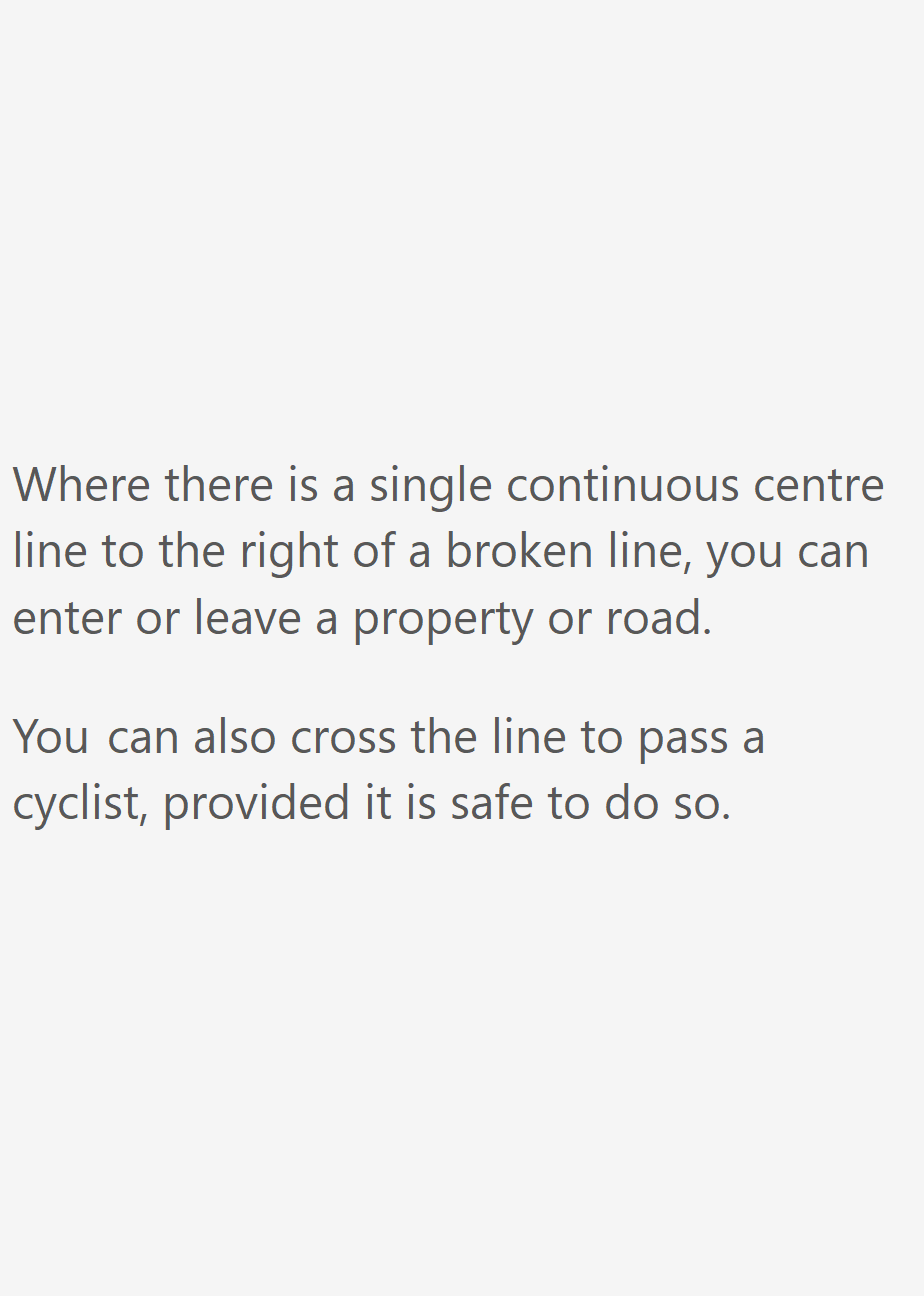 Where there is a single continuous centre
line to the right of a broken line, you can
enter or leave a property or road.
You can also cross the line to pass a
cyclist, provided it is safe to do so.